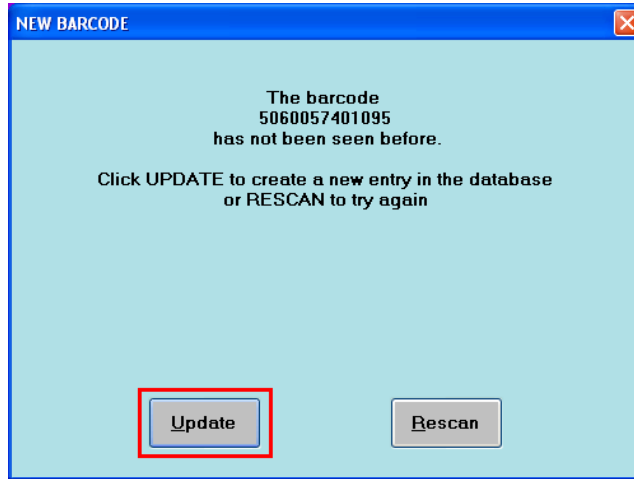 NEW BARCODE
The barcode
5060057401095
has not been seen before.
Click UPDATE to create a new entry in the database
or RESCAN to try again
Update
Rescan